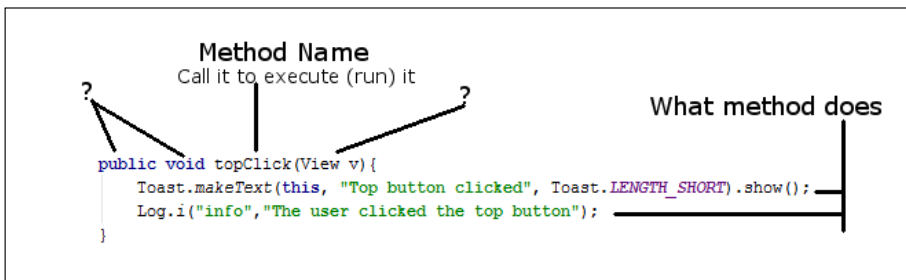 Method Name
Call it to execute (run) it
?
?
What method does
public void topClick(View v){
Toast.makeText(this, "Top button clicked", Toast.LENGTH_SHORT).show();
Log.i("info","The user clicked the top button");
}